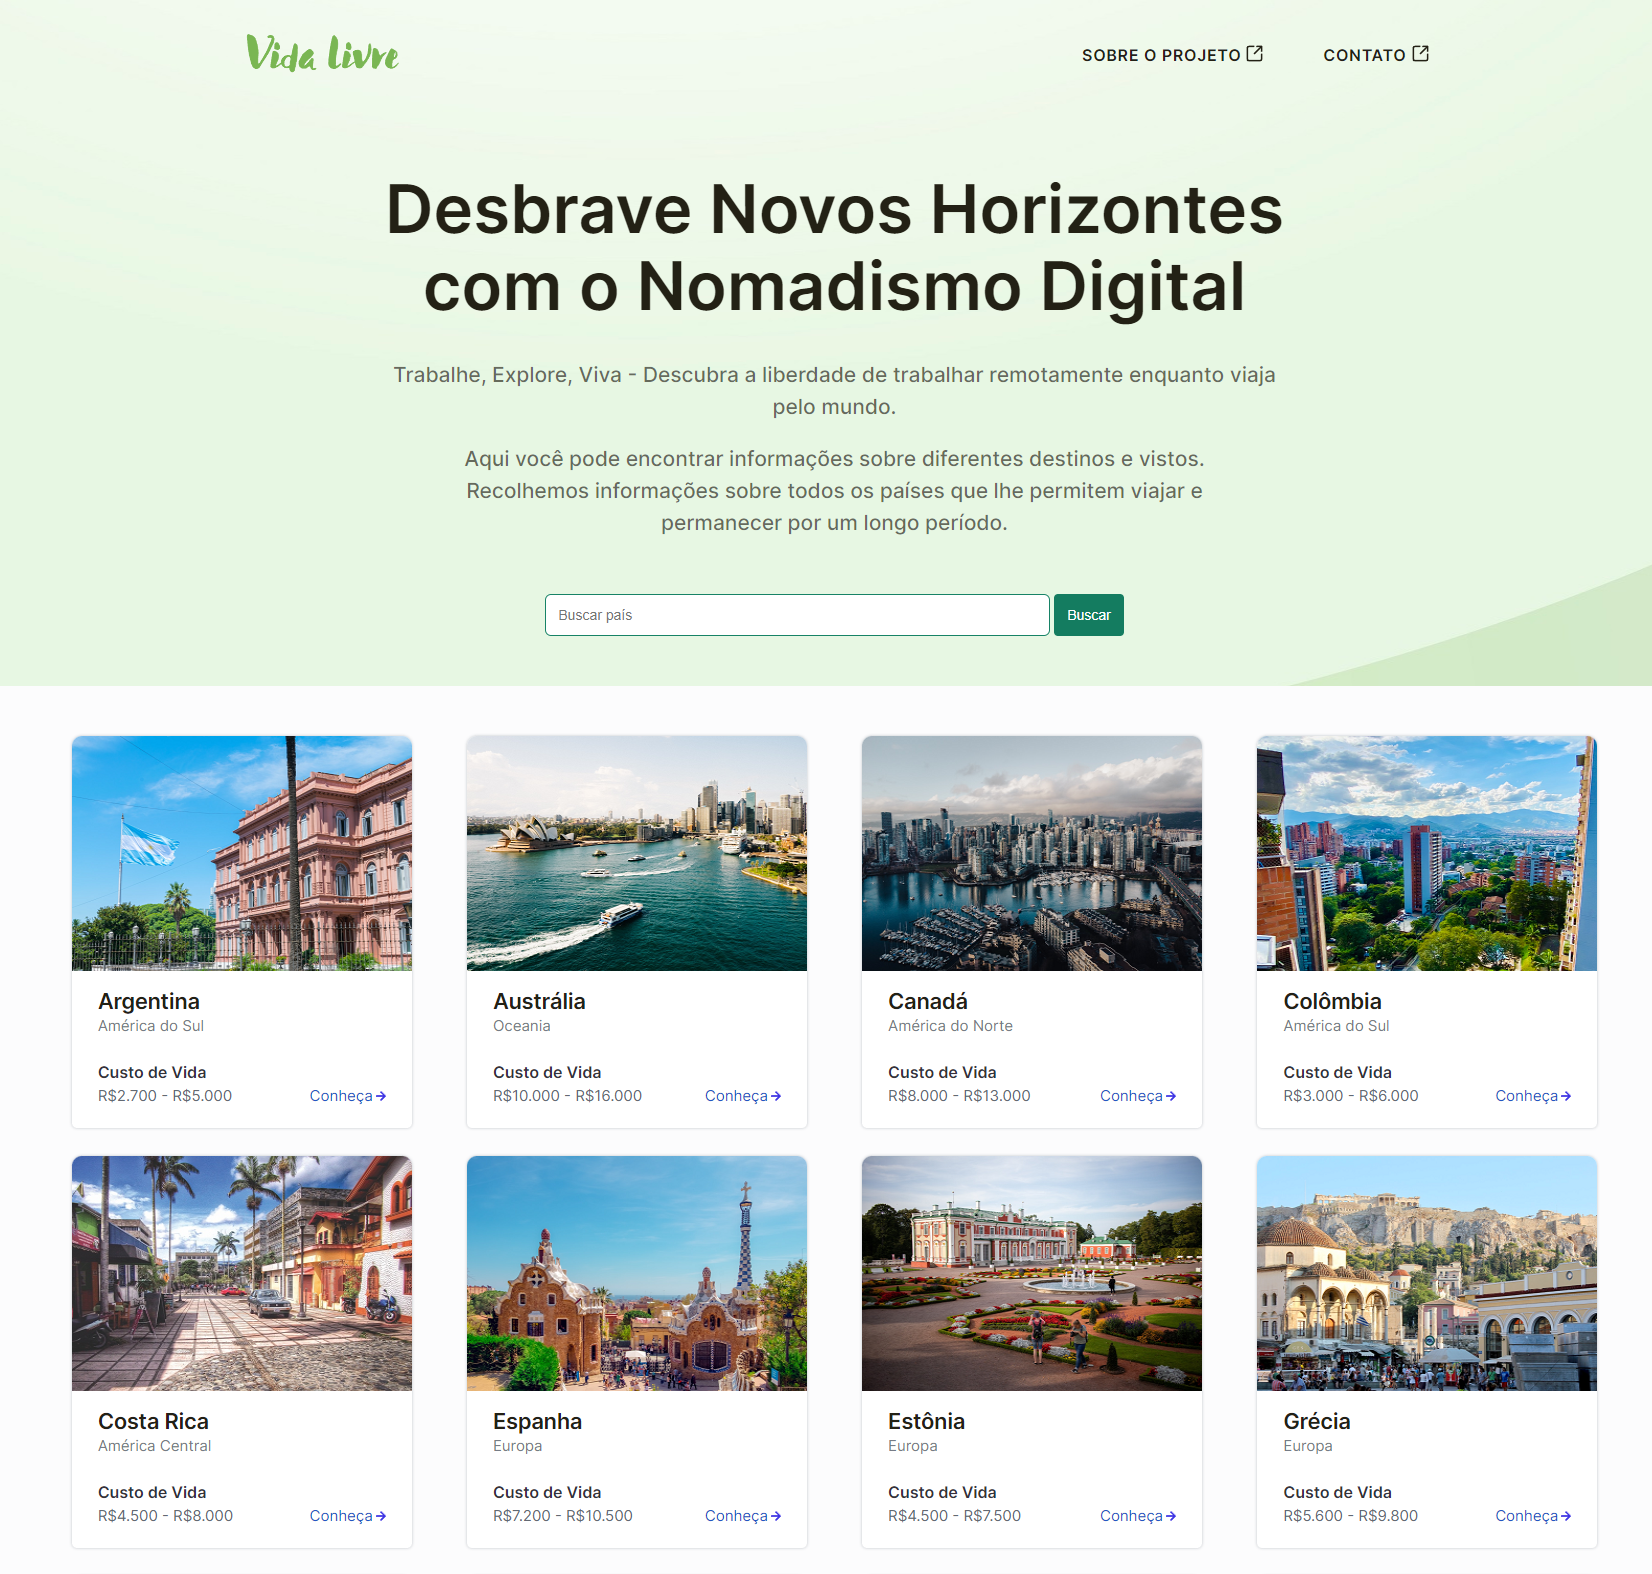 Vida Livre
SOBRE O PROJETO
CONTATO
Desbrave Novos Horizontes
com o Nomadismo Digital
Trabalhe, Explore, Viva - Descubra a liberdade de trabalhar remotamente enquanto viaja
pelo mundo.
Aqui você pode encontrar informações sobre diferentes destinos e vistos.
Recolhemos informações sobre todos os países que lhe permitem viajar e
permanecer por um longo período.
Buscar país
Buscar
Argentina
América do Sul
Custo de Vida
R$2.700 - R$5.000
Conheça
Austrália
Oceania
Custo de Vida
R$10.000 - R$16.000
Conheça
Canadá
América do Norte
Custo de Vida
R$8.000 - R$13.000
Conheça
Colômbia
América do Sul
Custo de Vida
R$3.000 - R$6.000
Conheça
Costa Rica
América Central
Custo de Vida
R$4.500 - R$8.000
Conheça
Espanha
Europa
Custo de Vida
R$7.200 - R$10.500
Conheça
Estônia
Europa
Custo de Vida
R$4.500 - R$7.500
Conheça
Grécia
Europa
Custo de Vida
R$5.600 - R$9.800
Conheça